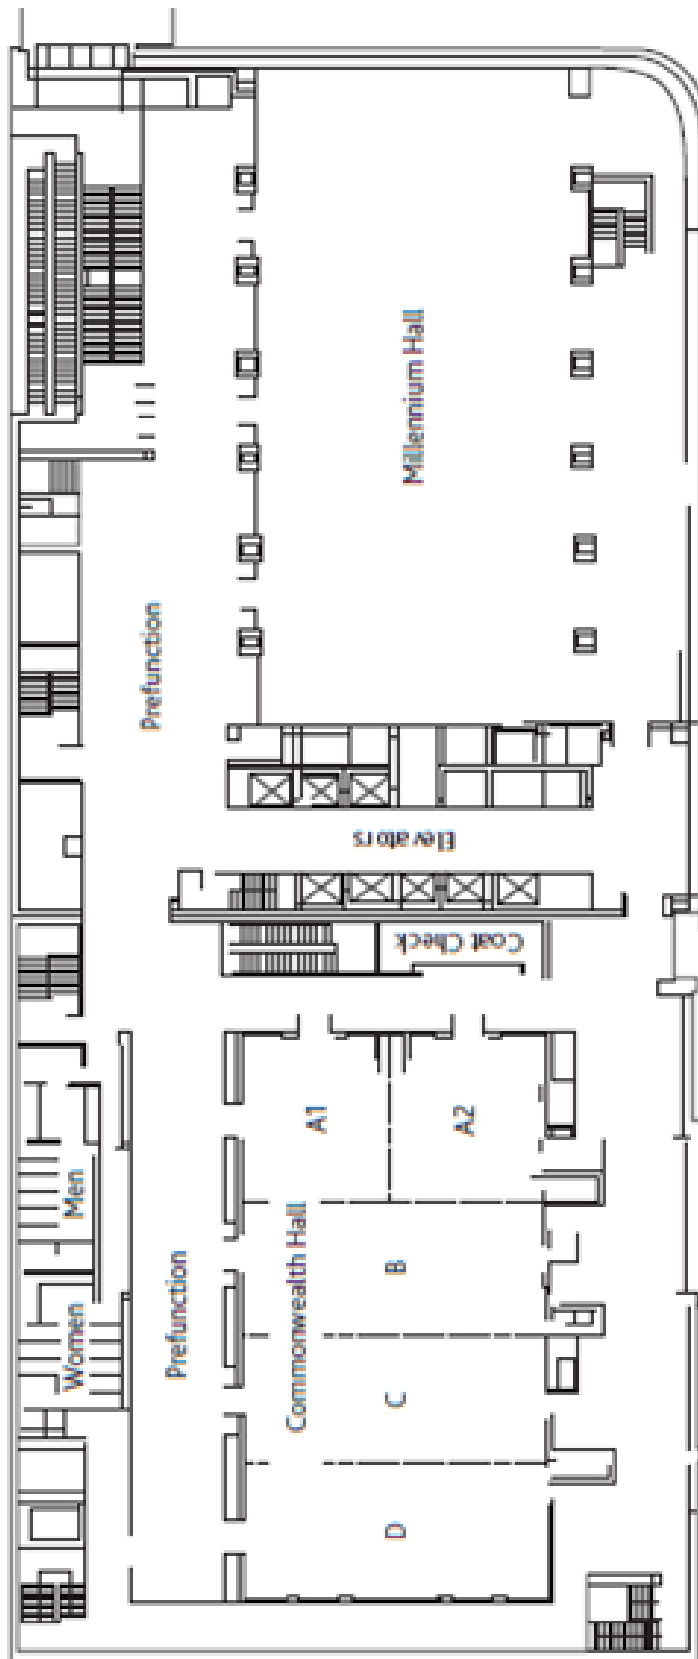 Millennium Hall
Prefunction
Elevators
Coat Check
A1
A2
Men
Commonwealth Hall
B
Prefunction
Women
C
D